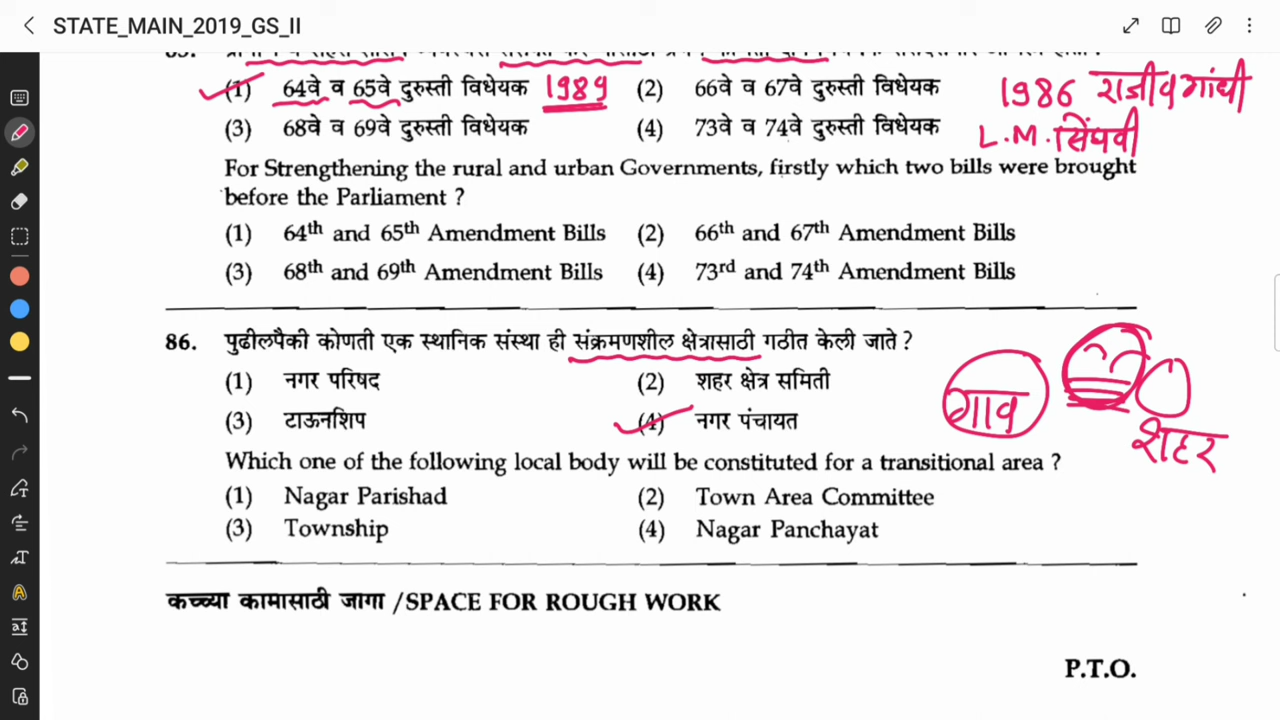 STATE_MAIN_2019_GS_II
(1) 64वे व 65वे दुरुस्ती विधेयक 1989 (2) 66वे व 67वे दुरुस्ती विधेयक 1986 राजीव गांधी
(3) 68वे व 69वे दुरुस्ती विधेयक (4) 73वे व 74वे दुरुस्ती विधेयक L.M. सिंघवी
For Strengthening the rural and urban Governments, firstly which two bills were brought
before the Parliament ?
(1) 64th and 65th Amendment Bills (2) 66th and 67th Amendment Bills
(3) 68th and 69th Amendment Bills (4) 73rd and 74th Amendment Bills
86. पुढीलपैकी कोणती एक स्थानिक संस्था ही संक्रमणशील क्षेत्रासाठी गठीत केली जाते ?
(1) नगर परिषद (2) शहर क्षेत्र समिती
(3) टाऊनशिप (4) नगर पंचायत गाव
शहर
Which one of the following local body will be constituted for a transitional area ?
(1) Nagar Parishad (2) Town Area Committee
(3) Township (4) Nagar Panchayat
कच्च्या कामासाठी जागा /SPACE FOR ROUGH WORK
P.T.O.